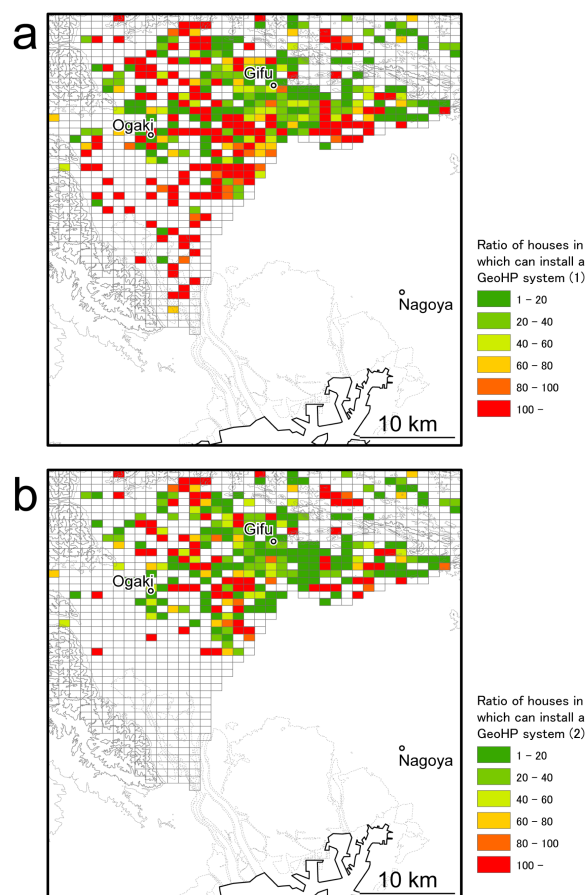 a
Gifu
Ogaki
Nagoya
10 km
Ratio of houses in
which can install a
GeoHP system (1)
1 - 20
20 - 40
40 - 60
60 - 80
80 - 100
100 -
b
Gifu
Ogaki
Nagoya
10 km
Ratio of houses in
which can install a
GeoHP system (2)
1 - 20
20 - 40
40 - 60
60 - 80
80 - 100
100 -